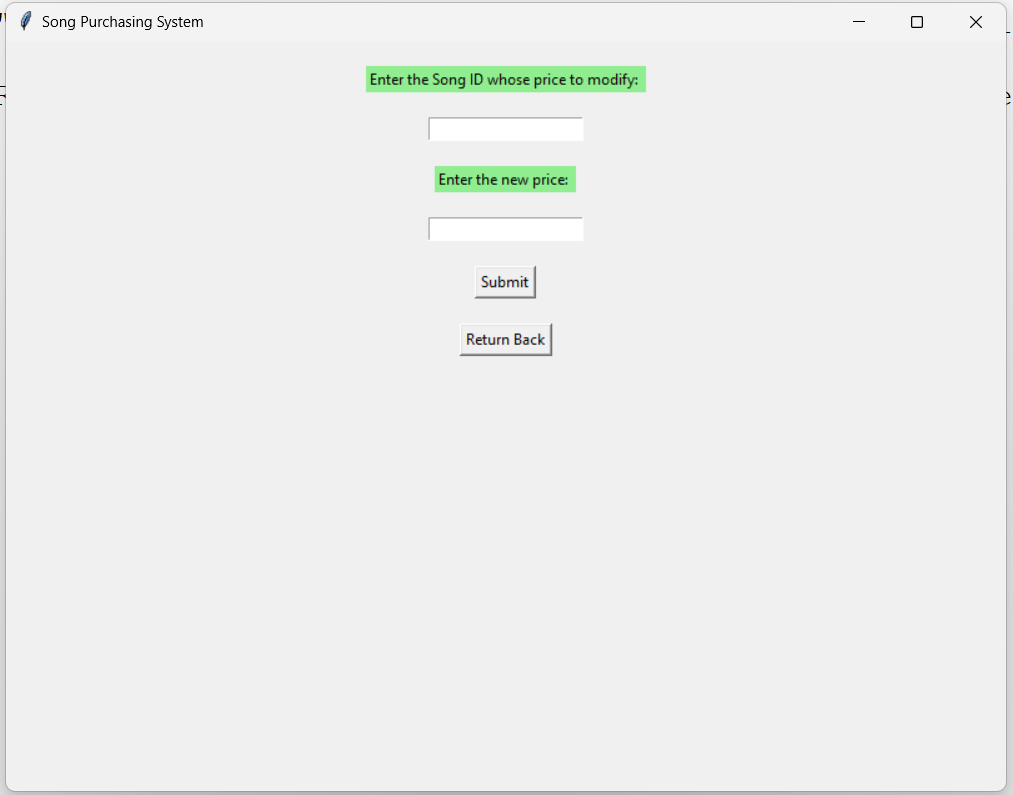 Song Purchasing System
Enter the Song ID whose price to modify:
Enter the new price:
Submit
Return Back